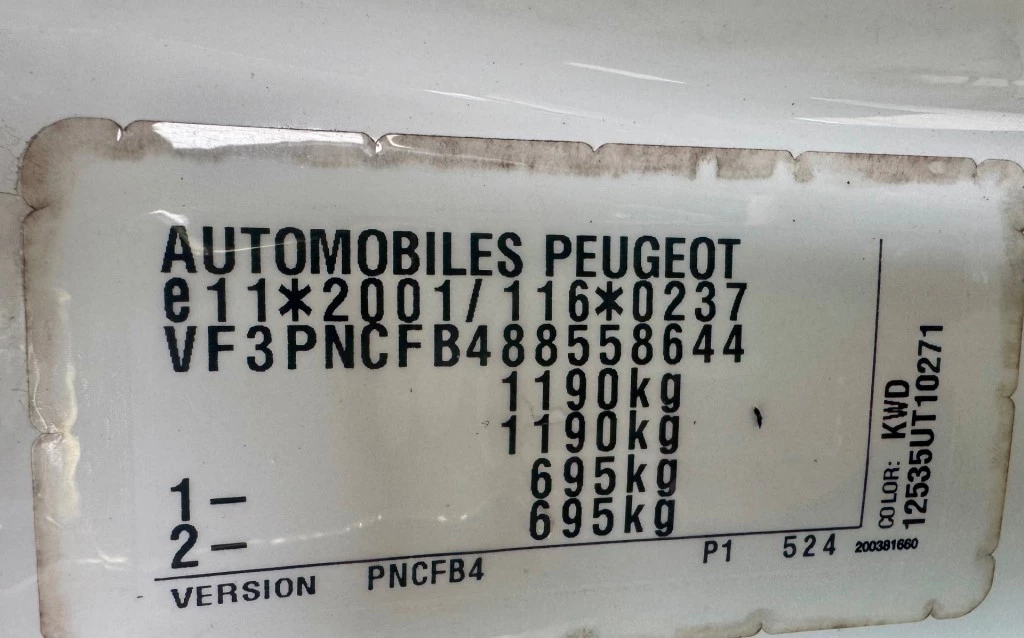 AUTOMOBILES PEUGEOT
e11*2001/116*0237
VF3PNCFB488558644
1190kg
1190kg
1- 695kg
2- 695kg
VERSION PNCFB4 P1 524
COLOR: KWD
12535UT10271
200381660